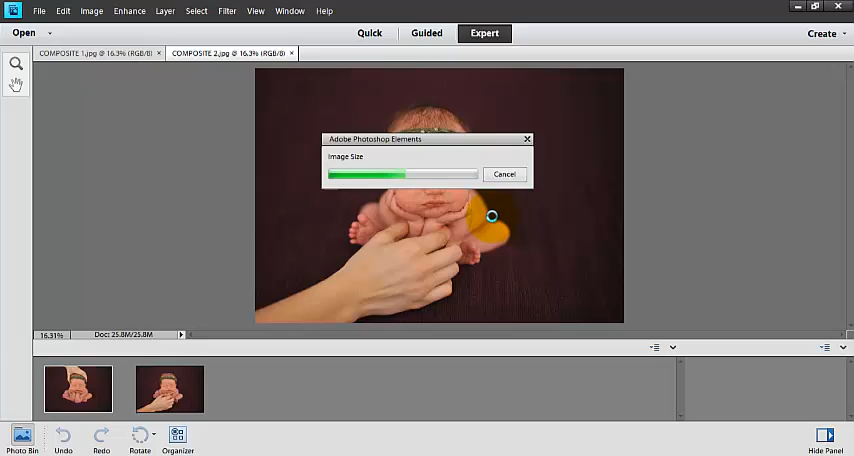 File Edit Image Enhance Layer Select Filter View Window Help
Open Quick Guided Expert Create
COMPOSITE 1.jpg @ 16.3% (RGB/8) × COMPOSITE 2.jpg @ 16.3% (RGB/8) ×
Adobe Photoshop Elements
Image Size
Cancel
16.31% Doc: 25.8M/25.8M
Photo Bin Undo Redo Rotate Organizer Hide Panel